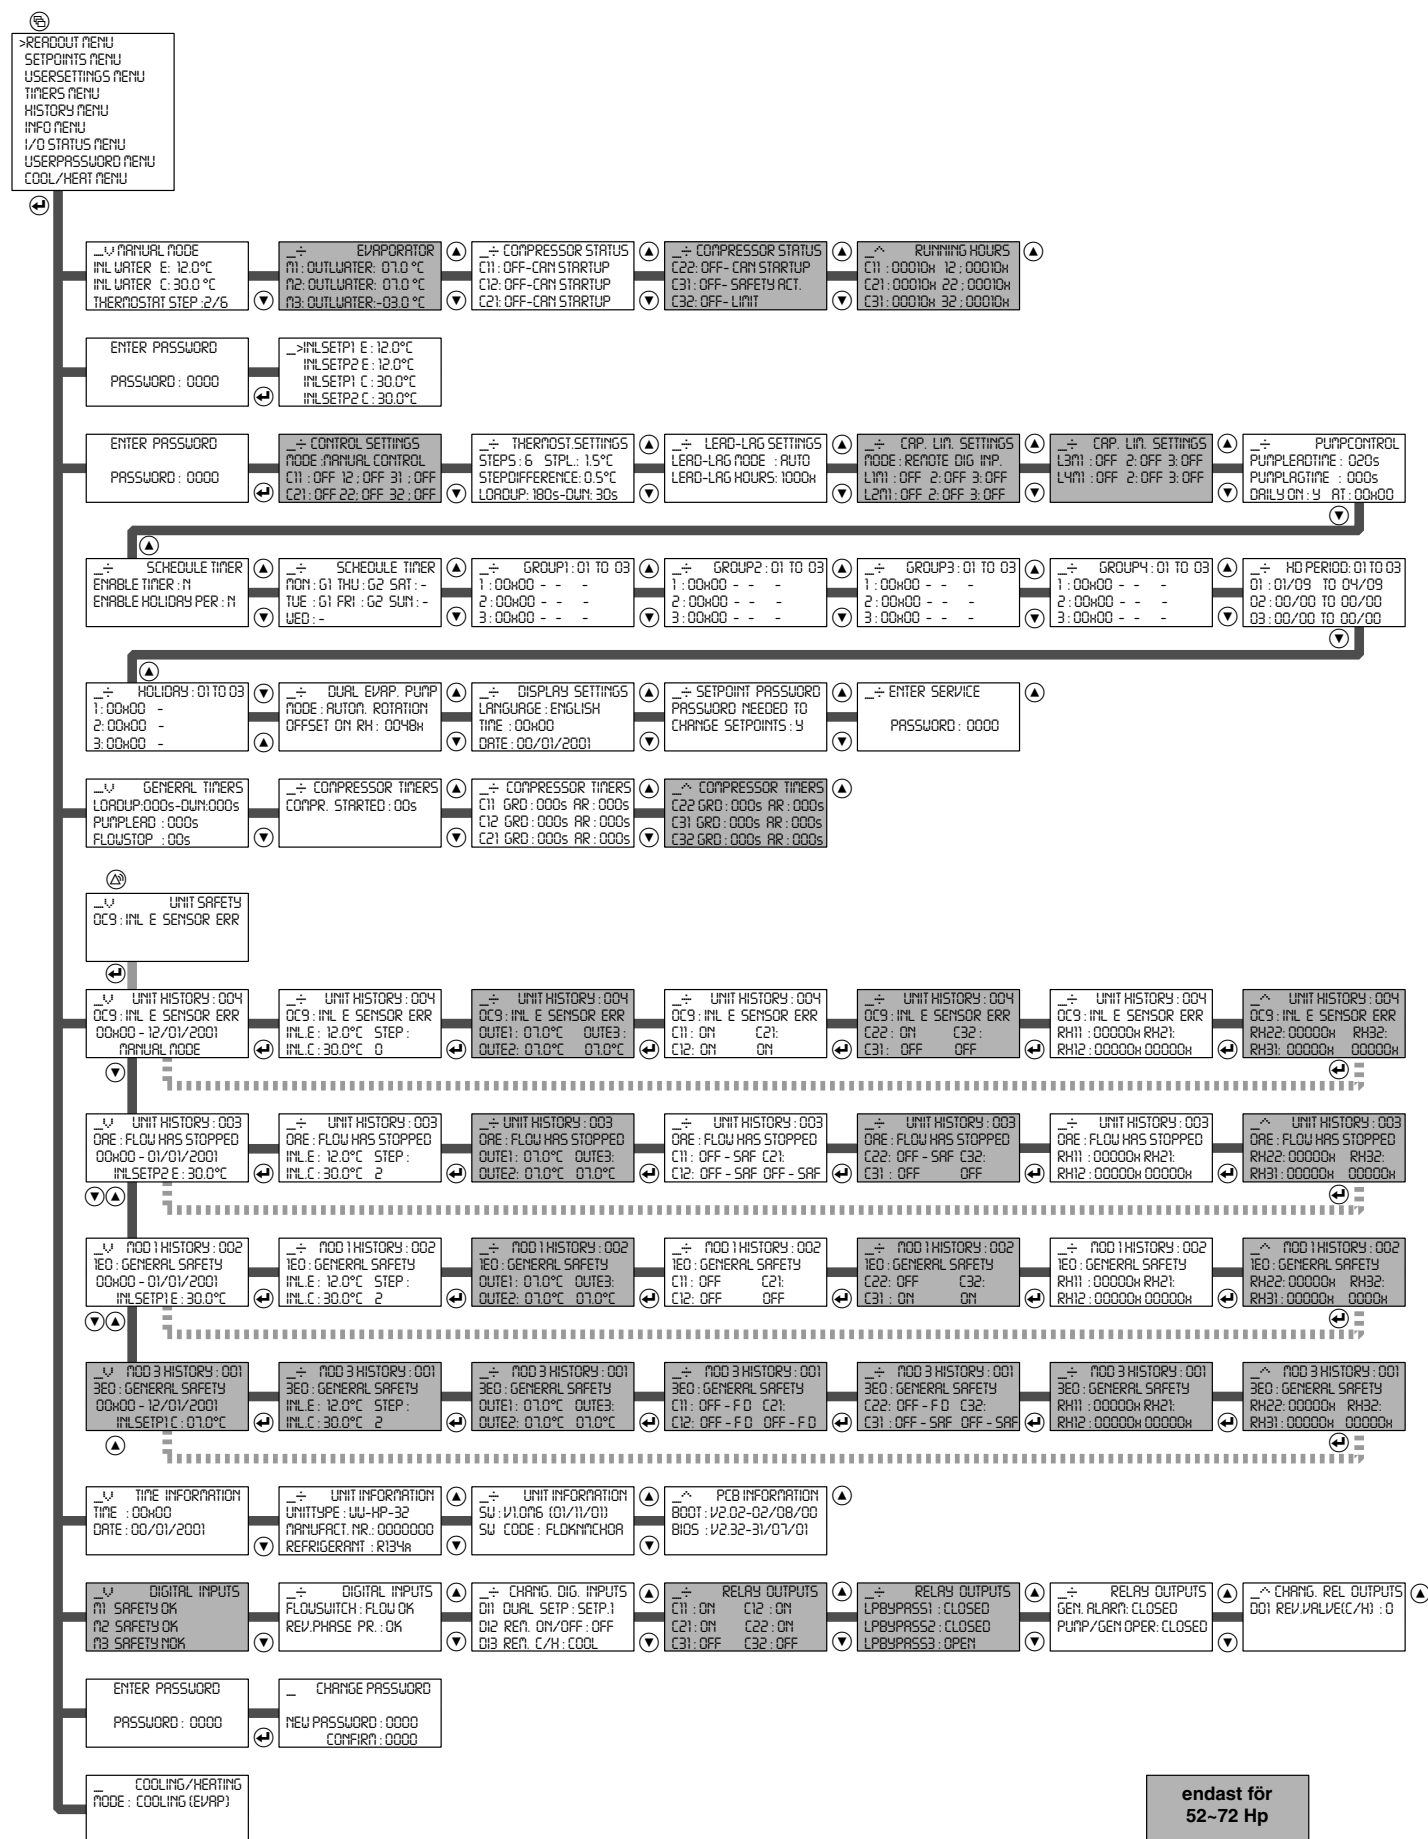 >READOUT MENU
SETPOINTS MENU
USERSETTINGS MENU
TIMERS MENU
HISTORY MENU
INFO MENU
I/O STATUS MENU
USERPASSWORD MENU
COOL/HEAT MENU
_v MANUAL MODE
INL WATER E: 12.0°C
INL WATER C: 30.0 °C
THERMOSTAT STEP :2/6
_÷ EVAPORATOR
M1: OUTLWATER: 07.0 °C
M2: OUTLWATER: 07.0 °C
M3: OUTLWATER:-03.0 °C
_÷ COMPRESSOR STATUS
C11: OFF-CAN STARTUP
C12: OFF-CAN STARTUP
C21: OFF-CAN STARTUP
_÷ COMPRESSOR STATUS
C22: OFF- CAN STARTUP
C31: OFF- SAFETY ACT.
C32: OFF- LIMIT
_^ RUNNING HOURS
C11 : 00010H 12 : 00010H
C21 : 00010H 22 : 00010H
C31 : 00010H 32 : 00010H
ENTER PASSWORD
PASSWORD : 0000
_>INLSETP1 E : 12.0°C
INLSETP2 E : 12.0°C
INLSETP1 C : 30.0°C
INLSETP2 C : 30.0°C
ENTER PASSWORD
PASSWORD : 0000
_÷ CONTROL SETTINGS
MODE :MANUAL CONTROL
C11 : OFF 12 : OFF 31 : OFF
C21 : OFF 22: OFF 32 : OFF
_÷ THERMOST.SETTINGS
STEPS : 6 STPL.: 1.5°C
STEPDIFFERENCE: 0.5°C
LOADUP: 180s-DWN: 30s
_÷ LEAD-LAG SETTINGS
LEAD-LAG MODE : AUTO
LEAD-LAG HOURS: 1000H
_÷ CAP. LIM. SETTINGS
MODE : REMOTE DIG INP.
L1M1 : OFF 2: OFF 3: OFF
L2M1 : OFF 2: OFF 3: OFF
_÷ CAP. LIM. SETTINGS
L3M1 : OFF 2: OFF 3: OFF
L4M1 : OFF 2: OFF 3: OFF
_÷ PUMPCONTROL
PUMPLEADTIME : 020s
PUMPLAGTIME : 000s
DAILY ON : Y AT : 00H00
_÷ SCHEDULE TIMER
ENABLE TIMER : N
ENABLE HOLIDAY PER : N
_÷ SCHEDULE TIMER
MON : G1 THU : G2 SAT : -
TUE : G1 FRI : G2 SUN : -
WED : -
_÷ GROUP1 : 01 TO 03
1 : 00H00 - - -
2 : 00H00 - - -
3 : 00H00 - - -
_÷ GROUP2 : 01 TO 03
1 : 00H00 - - -
2 : 00H00 - - -
3 : 00H00 - - -
_÷ GROUP3 : 01 TO 03
1 : 00H00 - - -
2 : 00H00 - - -
3 : 00H00 - - -
_÷ GROUP4 : 01 TO 03
1 : 00H00 - - -
2 : 00H00 - - -
3 : 00H00 - - -
_÷ HD PERIOD: 01 TO 03
01 : 01/09 TO 04/09
02 : 00/00 TO 00/00
03 : 00/00 TO 00/00
_÷ HOLIDAY : 01 TO 03
1 : 00H00 -
2: 00H00 -
3: 00H00 -
_÷ DUAL EVAP. PUMP
MODE : AUTOM. ROTATION
OFFSET ON RH : 0048H
_÷ DISPLAY SETTINGS
LANGUAGE : ENGLISH
TIME : 00H00
DATE : 00/01/2001
_÷ SETPOINT PASSWORD
PASSWORD NEEDED TO
CHANGE SETPOINTS : Y
_÷ ENTER SERVICE
PASSWORD : 0000
_v GENERAL TIMERS
LOADUP:000s-DWN:000s
PUMPLEAD : 000s
FLOWSTOP : 00s
_÷ COMPRESSOR TIMERS
COMPR. STARTED : 00s
_÷ COMPRESSOR TIMERS
C11 GRD : 000s AR : 000s
C12 GRD : 000s AR : 000s
C21 GRD : 000s AR : 000s
_^ COMPRESSOR TIMERS
C22 GRD : 000s AR : 000s
C31 GRD : 000s AR : 000s
C32 GRD : 000s AR : 000s
_v UNIT SAFETY
0C9 : INL E SENSOR ERR
_v UNIT HISTORY : 004
0C9 : INL E SENSOR ERR
00H00 - 12/01/2001
MANUAL MODE
_÷ UNIT HISTORY : 004
0C9 : INL E SENSOR ERR
INL.E : 12.0°C STEP :
INL.C : 30.0°C 0
_÷ UNIT HISTORY : 004
0C9 : INL E SENSOR ERR
OUTE1 : 07.0°C OUTE3 :
OUTE2: 07.0°C 07.0°C
_÷ UNIT HISTORY : 004
0C9 : INL E SENSOR ERR
C11 : ON C21:
C12: ON ON
_÷ UNIT HISTORY : 004
0C9 : INL E SENSOR ERR
C22 : ON C32 :
C31 : OFF OFF
_÷ UNIT HISTORY : 004
0C9 : INL E SENSOR ERR
RH11 : 00000H RH21:
RH12 : 00000H 00000H
_^ UNIT HISTORY : 004
0C9 : INL E SENSOR ERR
RH22: 00000H RH32:
RH31: 00000H 00000H
_v UNIT HISTORY : 003
0AE : FLOW HAS STOPPED
00H00 - 12/01/2001
INLSETP2 E : 30.0°C
_÷ UNIT HISTORY : 003
0AE : FLOW HAS STOPPED
INL.E : 12.0°C STEP :
INL.C : 30.0°C 2
_÷ UNIT HISTORY : 003
0AE : FLOW HAS STOPPED
OUTE1 : 07.0°C OUTE3:
OUTE2: 07.0°C 07.0°C
_÷ UNIT HISTORY : 003
0AE : FLOW HAS STOPPED
C11 : OFF - SAF C21:
C12: OFF - SAF OFF - SAF
_÷ UNIT HISTORY : 003
0AE : FLOW HAS STOPPED
C22: OFF - SAF C32:
C31 : OFF OFF
_÷ UNIT HISTORY : 003
0AE : FLOW HAS STOPPED
RH11 : 00000H RH21:
RH12 : 00000H 00000H
_^ UNIT HISTORY : 003
0AE : FLOW HAS STOPPED
RH22: 00000H RH32:
RH31 : 00000H 00000H
_v MOD 1 HISTORY : 002
1E0 : GENERAL SAFETY
00H00 - 01/01/2001
INLSETP1 E : 30.0°C
_÷ MOD 1 HISTORY : 002
1E0 : GENERAL SAFETY
INL.E : 12.0°C STEP :
INL.C : 30.0°C 2
_÷ MOD 1 HISTORY : 002
1E0 : GENERAL SAFETY
OUTE1 : 07.0°C OUTE3:
OUTE2: 07.0°C 07.0°C
_÷ MOD 1 HISTORY : 002
1E0 : GENERAL SAFETY
C11 : OFF C21:
C12: OFF OFF
_÷ MOD 1 HISTORY : 002
1E0 : GENERAL SAFETY
C22: OFF C32:
C31 : ON ON
_÷ MOD 1 HISTORY : 002
1E0 : GENERAL SAFETY
RH11 : 00000H RH21:
RH12 : 00000H 00000H
_^ MOD 1 HISTORY : 002
1E0 : GENERAL SAFETY
RH22: 00000H RH32:
RH31 : 00000H 0000H
_v MOD 3 HISTORY : 001
3E0 : GENERAL SAFETY
00H00 - 12/01/2001
INLSETP1 C : 07.0°C
_÷ MOD 3 HISTORY : 001
3E0 : GENERAL SAFETY
INL.E : 12.0°C STEP :
INL.C : 30.0°C 2
_÷ MOD 3 HISTORY : 001
3E0 : GENERAL SAFETY
OUTE1 : 07.0°C OUTE3:
OUTE2: 07.0°C 07.0°C
_÷ MOD 3 HISTORY : 001
3E0 : GENERAL SAFETY
C11 : OFF - F D C21:
C12: OFF - F D OFF - F D
_÷ MOD 3 HISTORY : 001
3E0 : GENERAL SAFETY
C22: OFF - F D C32:
C31 : OFF - SAF OFF - SAF
_÷ MOD 3 HISTORY : 001
3E0 : GENERAL SAFETY
RH11 : 00000H RH21:
RH12 : 00000H 00000H
_^ MOD 3 HISTORY : 001
3E0 : GENERAL SAFETY
RH22: 00000H RH32:
RH31 : 00000H 00000H
_v TIME INFORMATION
TIME : 00H00
DATE : 00/01/2001
_÷ UNIT INFORMATION
UNITTYPE : WW-HP-32
MANUFACT. NR.: 0000000
REFRIGERANT : R134A
_÷ UNIT INFORMATION
SW : V1.0M6 (01/11/01)
SW CODE : FLDKNMCHOA
_^ PCB INFORMATION
BOOT : V2.02-02/08/00
BIOS : V2.32-31/07/01
_v DIGITAL INPUTS
M1 SAFETY OK
M2 SAFETY OK
M3 SAFETY NOK
_÷ DIGITAL INPUTS
FLOWSWITCH : FLOW OK
REV.PHASE PR. : OK
_÷ CHANG. DIG. INPUTS
DI1 DUAL SETP : SETP.1
DI2 REM. ON/OFF : OFF
DI3 REM. C/H : COOL
_÷ RELAY OUTPUTS
C11 : ON C12 : ON
C21 : ON C22 : ON
C31 : OFF C32 : OFF
_÷ RELAY OUTPUTS
LPBYPASS1 : CLOSED
LPBYPASS2 : CLOSED
LPBYPASS3 : OPEN
_÷ RELAY OUTPUTS
GEN. ALARM: CLOSED
PUMP/GEN OPER: CLOSED
_^ CHANG. REL OUTPUTS
DO1 REV.VALVE(C/H) : 0
ENTER PASSWORD
PASSWORD : 0000
_ CHANGE PASSWORD
NEW PASSWORD : 0000
CONFIRM : 0000
_ COOLING/HEATING
MODE : COOLING (EVAP)
endast för
52~72 Hp